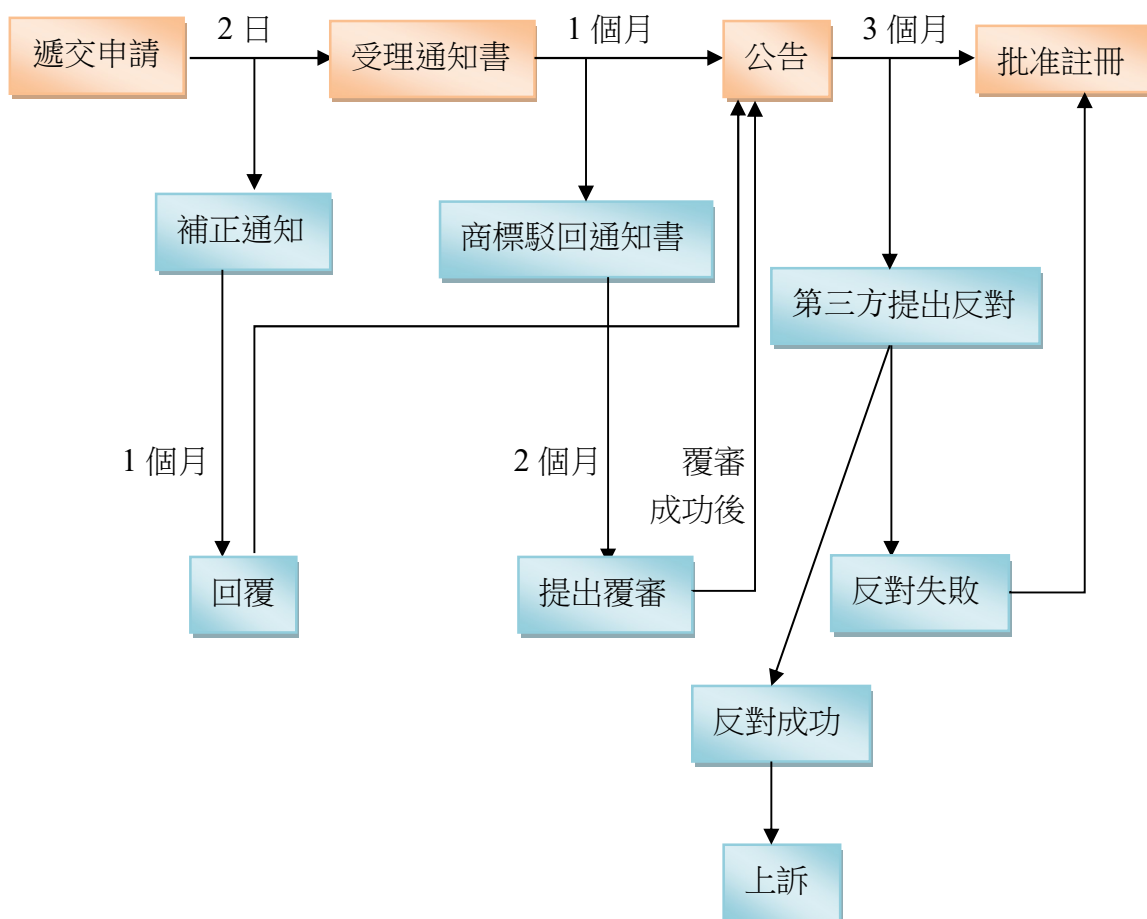 遞交申請
2 日
受理通知書
1 個月
公告
3 個月
批准註冊
補正通知
商標駁回通知書
第三方提出反對
1 個月
2 個月
覆審
成功後
回覆
提出覆審
反對失敗
反對成功
上訴